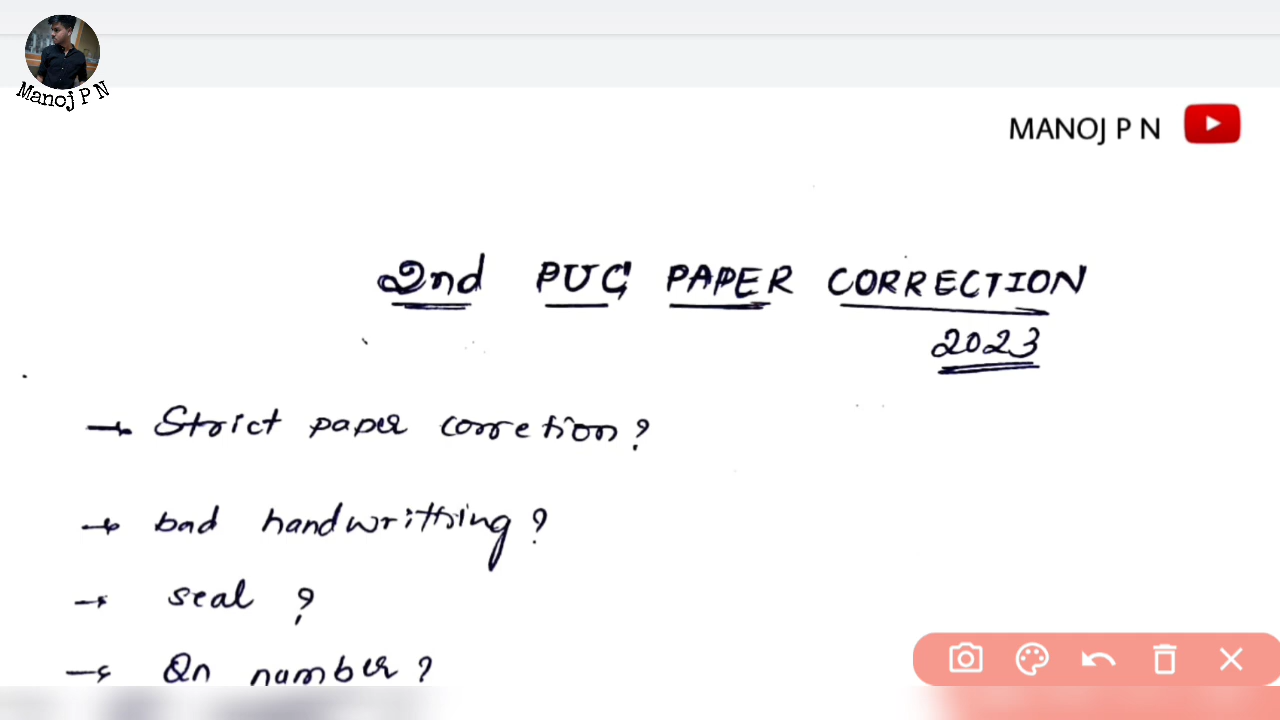 Manoj P N
MANOJ P N
2nd PUC PAPER CORRECTION
2023
→ Strict paper corretion?
→ bad handwritting?
→ seal?
→ Qn number?